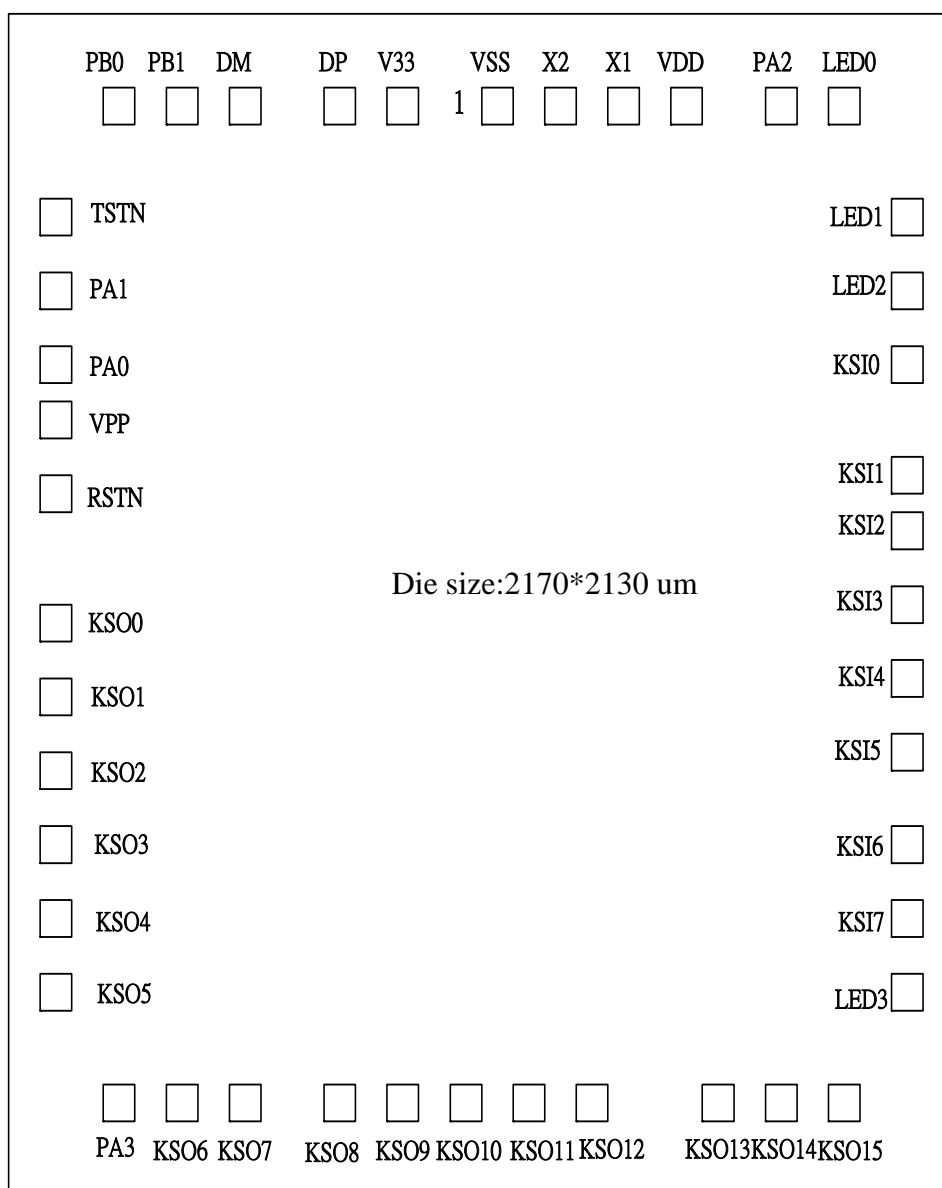 PB0 PB1 DM DP V33 VSS X2 X1 VDD PA2 LED0
1
TSTN LED1
PA1 LED2
PA0 KSI0
VPP
RSTN KSI1
KSI2
Die size:2170*2130 um
KSO0 KSI3
KSO1 KSI4
KSO2 KSI5
KSO3 KSI6
KSO4 KSI7
KSO5 LED3
PA3 KSO6 KSO7 KSO8 KSO9 KSO10 KSO11 KSO12 KSO13 KSO14 KSO15